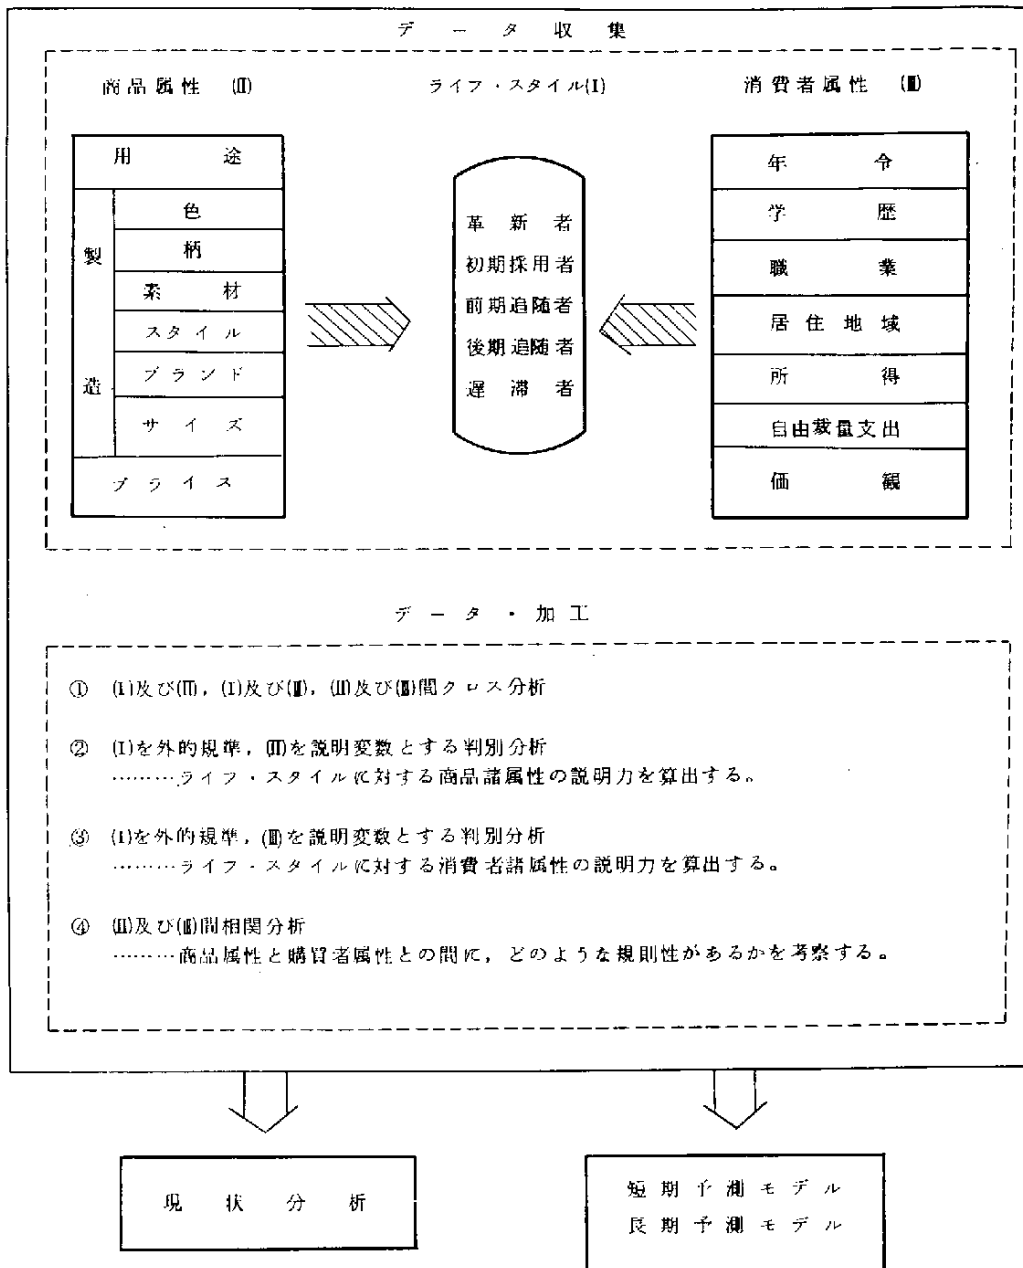 データ収集
商品属性 (Ⅱ)
ライフ・スタイル(Ⅰ)
消費者属性 (Ⅲ)
用途
製造
色
柄
素材
スタイル
ブランド
サイズ
プライス
革新者
初期採用者
前期追随者
後期追随者
遅滞者
年令
学歴
職業
居住地域
所得
自由裁量支出
価観
データ・加工
① (Ⅰ)及び(Ⅱ),(Ⅰ)及び(Ⅲ),(Ⅱ)及び(Ⅲ)間クロス分析
② (Ⅰ)を外的規準,(Ⅱ)を説明変数とする判別分析
………ライフ・スタイルに対する商品諸属性の説明力を算出する。
③ (Ⅰ)を外的規準,(Ⅲ)を説明変数とする判別分析
………ライフ・スタイルに対する消費者諸属性の説明力を算出する。
④ (Ⅱ)及び(Ⅲ)間相関分析
………商品属性と購買者属性との間に,どのような規則性があるかを考察する。
現状分析
短期予測モデル
長期予測モデル